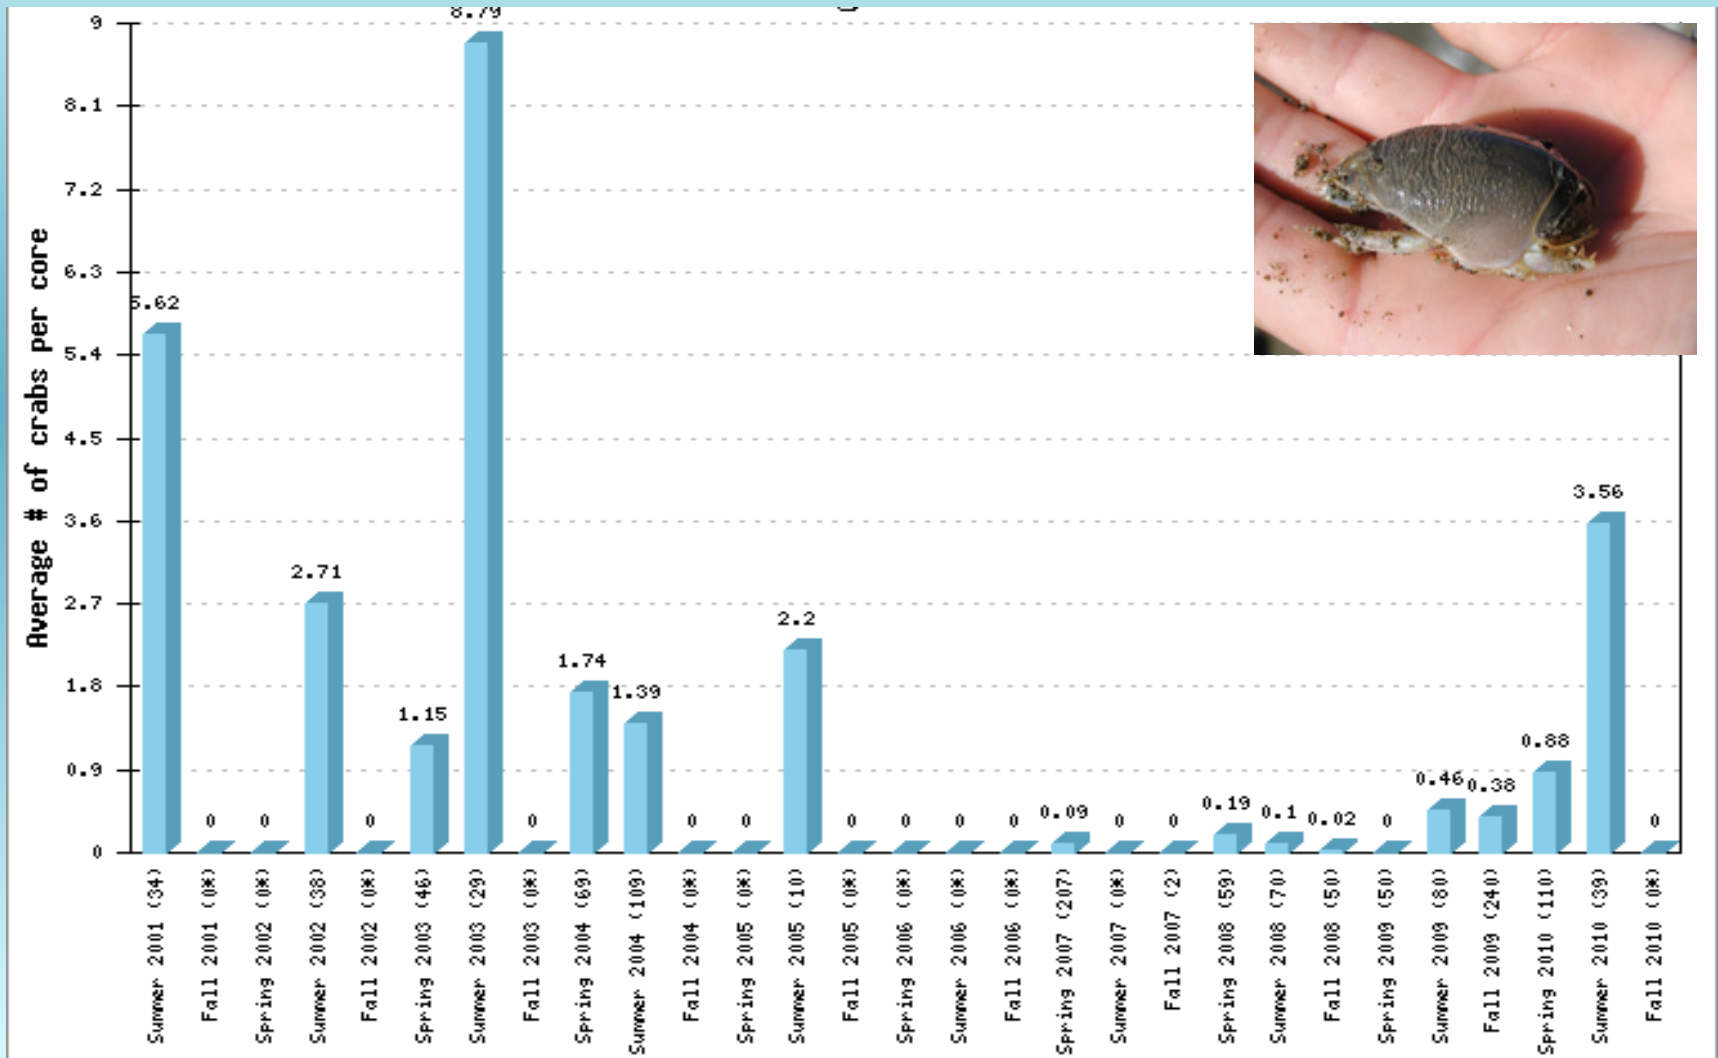 Average # of crabs per core
9
8.1
7.2
6.3
5.4
4.5
3.6
2.7
1.8
0.9
0
5.62
0
0
2.71
0
1.15
8.79
0
1.74
1.39
0
0
2.2
0
0
0
0
0.09
0
0
0.19
0.1
0.02
0
0.46
0.38
0.88
3.56
0
Summer 2001 (34)
Fall 2001 (0*)
Spring 2002 (0*)
Summer 2002 (38)
Fall 2002 (0*)
Spring 2003 (46)
Summer 2003 (29)
Fall 2003 (0*)
Spring 2004 (69)
Summer 2004 (109)
Fall 2004 (0*)
Spring 2005 (0*)
Summer 2005 (10)
Fall 2005 (0*)
Spring 2006 (0*)
Summer 2006 (0*)
Fall 2006 (0*)
Spring 2007 (207)
Summer 2007 (0*)
Fall 2007 (2)
Spring 2008 (59)
Summer 2008 (70)
Fall 2008 (50)
Spring 2009 (50)
Summer 2009 (80)
Fall 2009 (240)
Spring 2010 (110)
Summer 2010 (39)
Fall 2010 (0*)